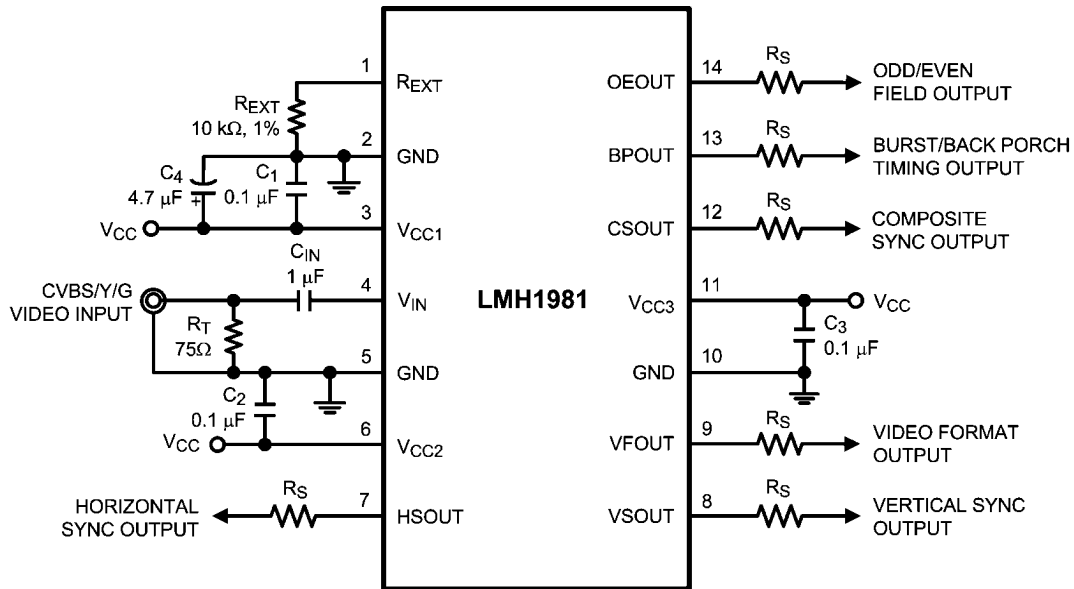 1
R_EXT
R_EXT
10 kΩ, 1%
2
GND
C4
4.7 μF
+
C1
0.1 μF
VCC
3
VCC1
CIN
1 μF
CVBS/Y/G
VIDEO INPUT
4
VIN
RT
75Ω
5
GND
C2
0.1 μF
VCC
6
VCC2
HORIZONTAL
SYNC OUTPUT
RS
7
HSOUT
LMH1981
OEOUT
14
RS
ODD/EVEN
FIELD OUTPUT
BPOUT
13
RS
BURST/BACK PORCH
TIMING OUTPUT
CSOUT
12
RS
COMPOSITE
SYNC OUTPUT
VCC3
11
VCC
C3
0.1 μF
GND
10
VFOUT
9
RS
VIDEO FORMAT
OUTPUT
VSOUT
8
RS
VERTICAL SYNC
OUTPUT